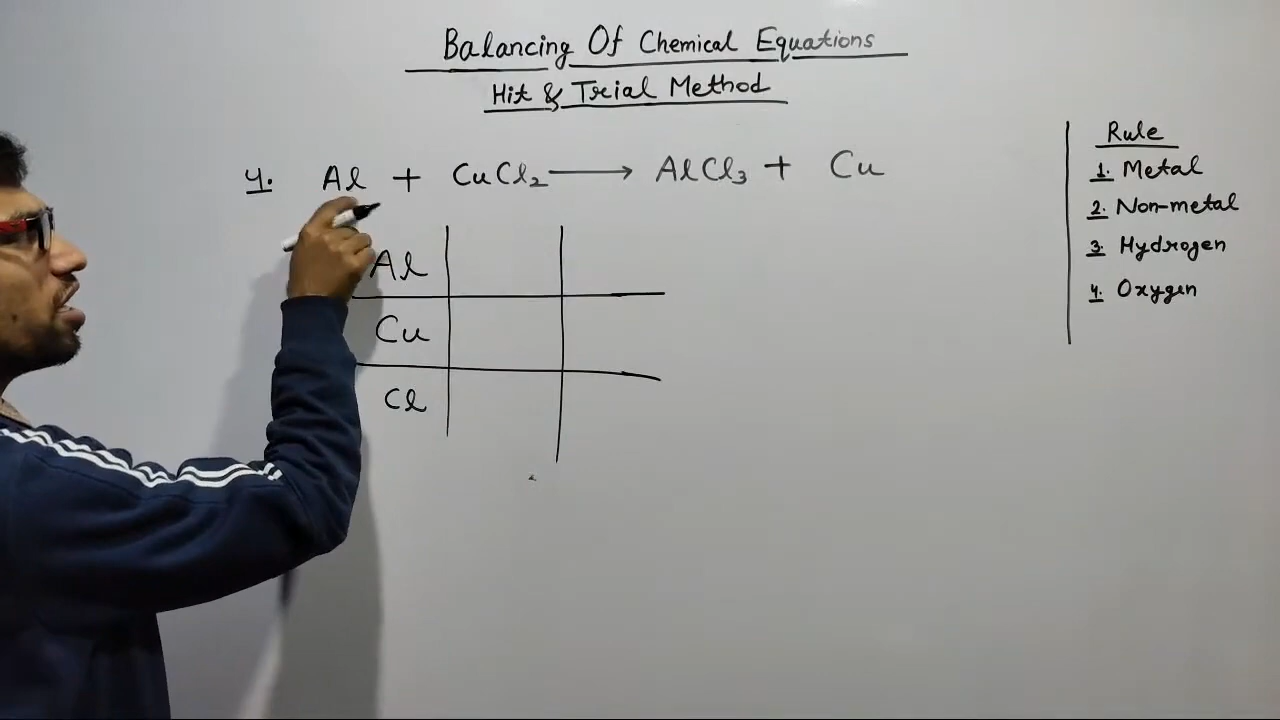 Balancing Of Chemical Equations
Hit & Trial Method
4. Al + CuCl₂ ⟶ AlCl₃ + Cu
Al
Cu
Cl
Rule
1. Metal
2. Non-metal
3. Hydrogen
4. Oxygen